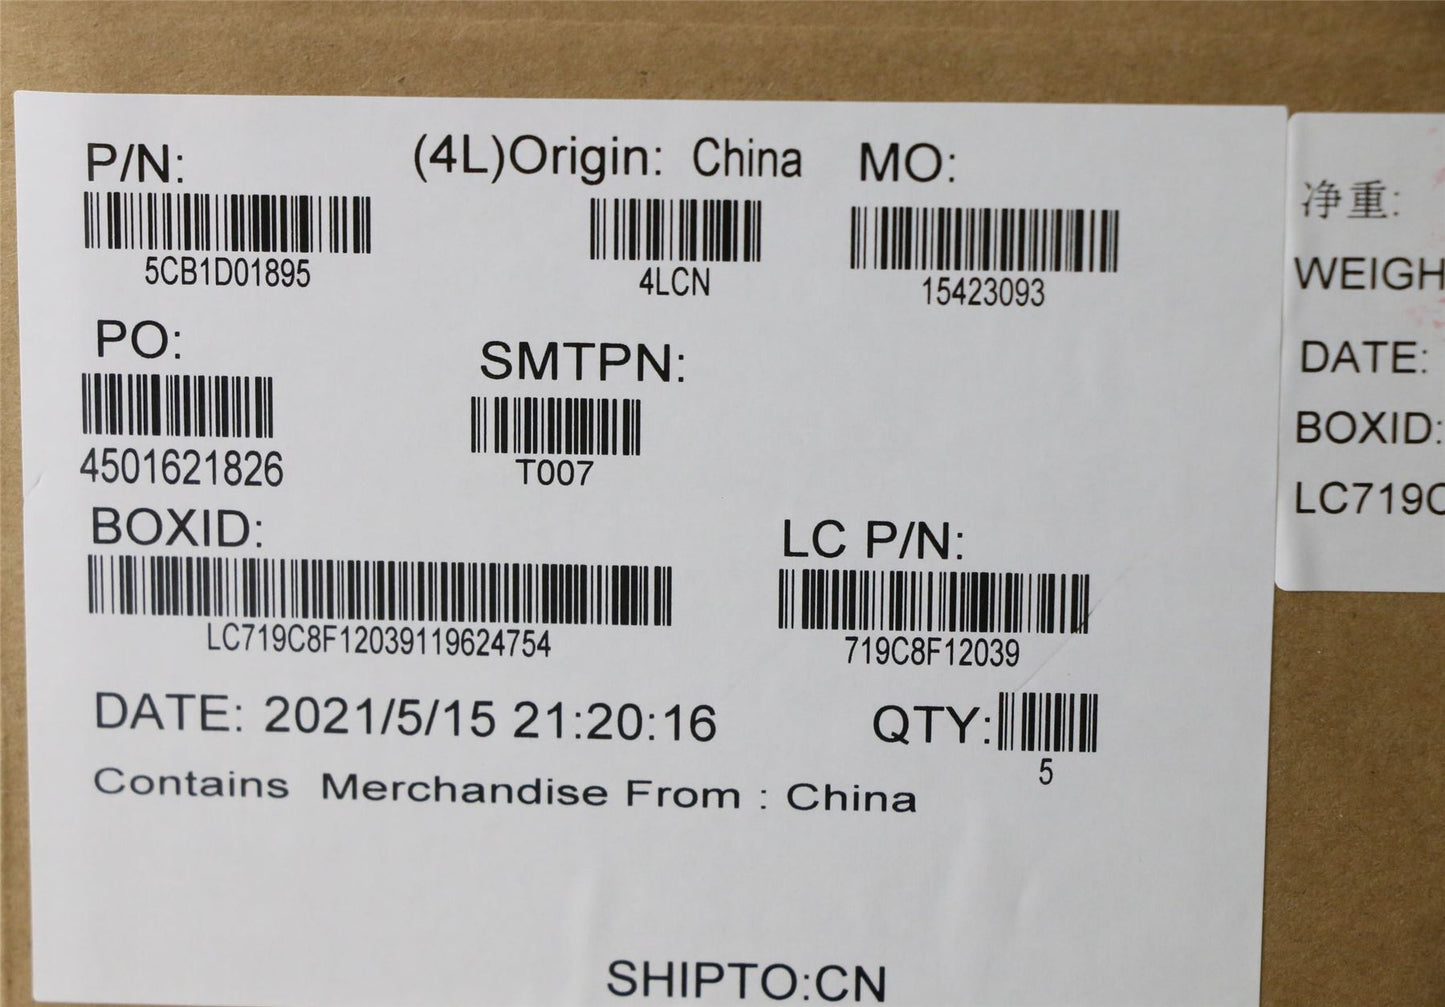 P/N: (4L)Origin: China MO:
5CB1D01895 4LCN 15423093
PO: SMTPN:
4501621826 T007
BOXID: LC P/N:
LC719C8F12039119624754 719C8F12039
DATE: 2021/5/15 21:20:16 QTY:
5
Contains Merchandise From : China
SHIPTO:CN
净重:
WEIGH
DATE:
BOXID:
LC719C